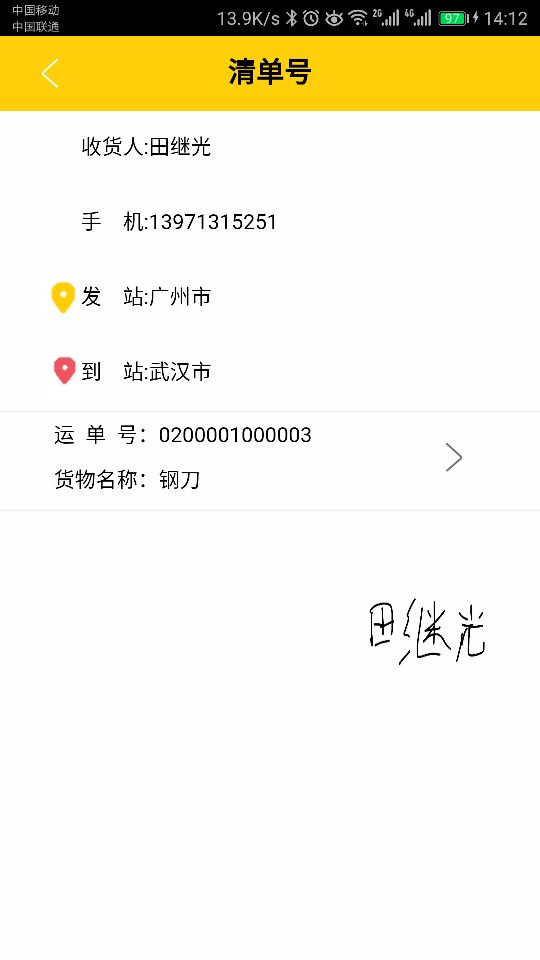 中国移动
中国联通
13.9K/s 2G 4G 97 14:12
清单号
收货人:田继光
手 机:13971315251
发 站:广州市
到 站:武汉市
运 单 号：0200001000003
货物名称：钢刀
田继光